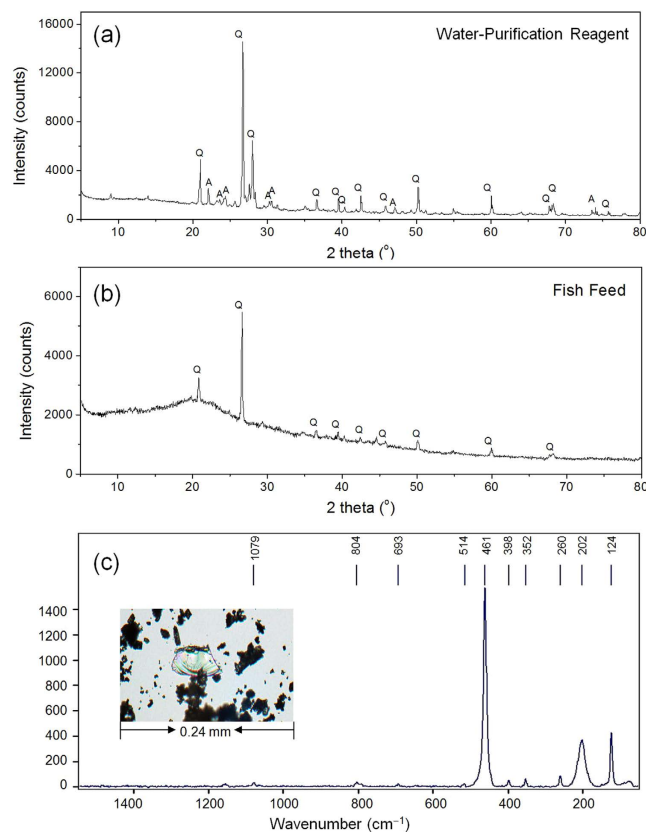 (a)
Water-Purification Reagent
Intensity (counts)
16000
12000
8000
4000
0
Q
Q
Q
A
A
A
A
A
Q
Q
Q
Q
Q
A
Q
Q
Q
Q
A
Q
10 20 30 40 50 60 70 80
2 theta (°)
(b)
Fish Feed
Intensity (counts)
6000
4000
2000
0
Q
Q
Q
Q
Q
Q
Q
Q
Q
10 20 30 40 50 60 70 80
2 theta (°)
(c)
1079
804
693
514
461
398
352
260
202
124
1400
1200
1000
800
600
400
200
0
0.24 mm
1400 1200 1000 800 600 400 200
Wavenumber (cm⁻¹)